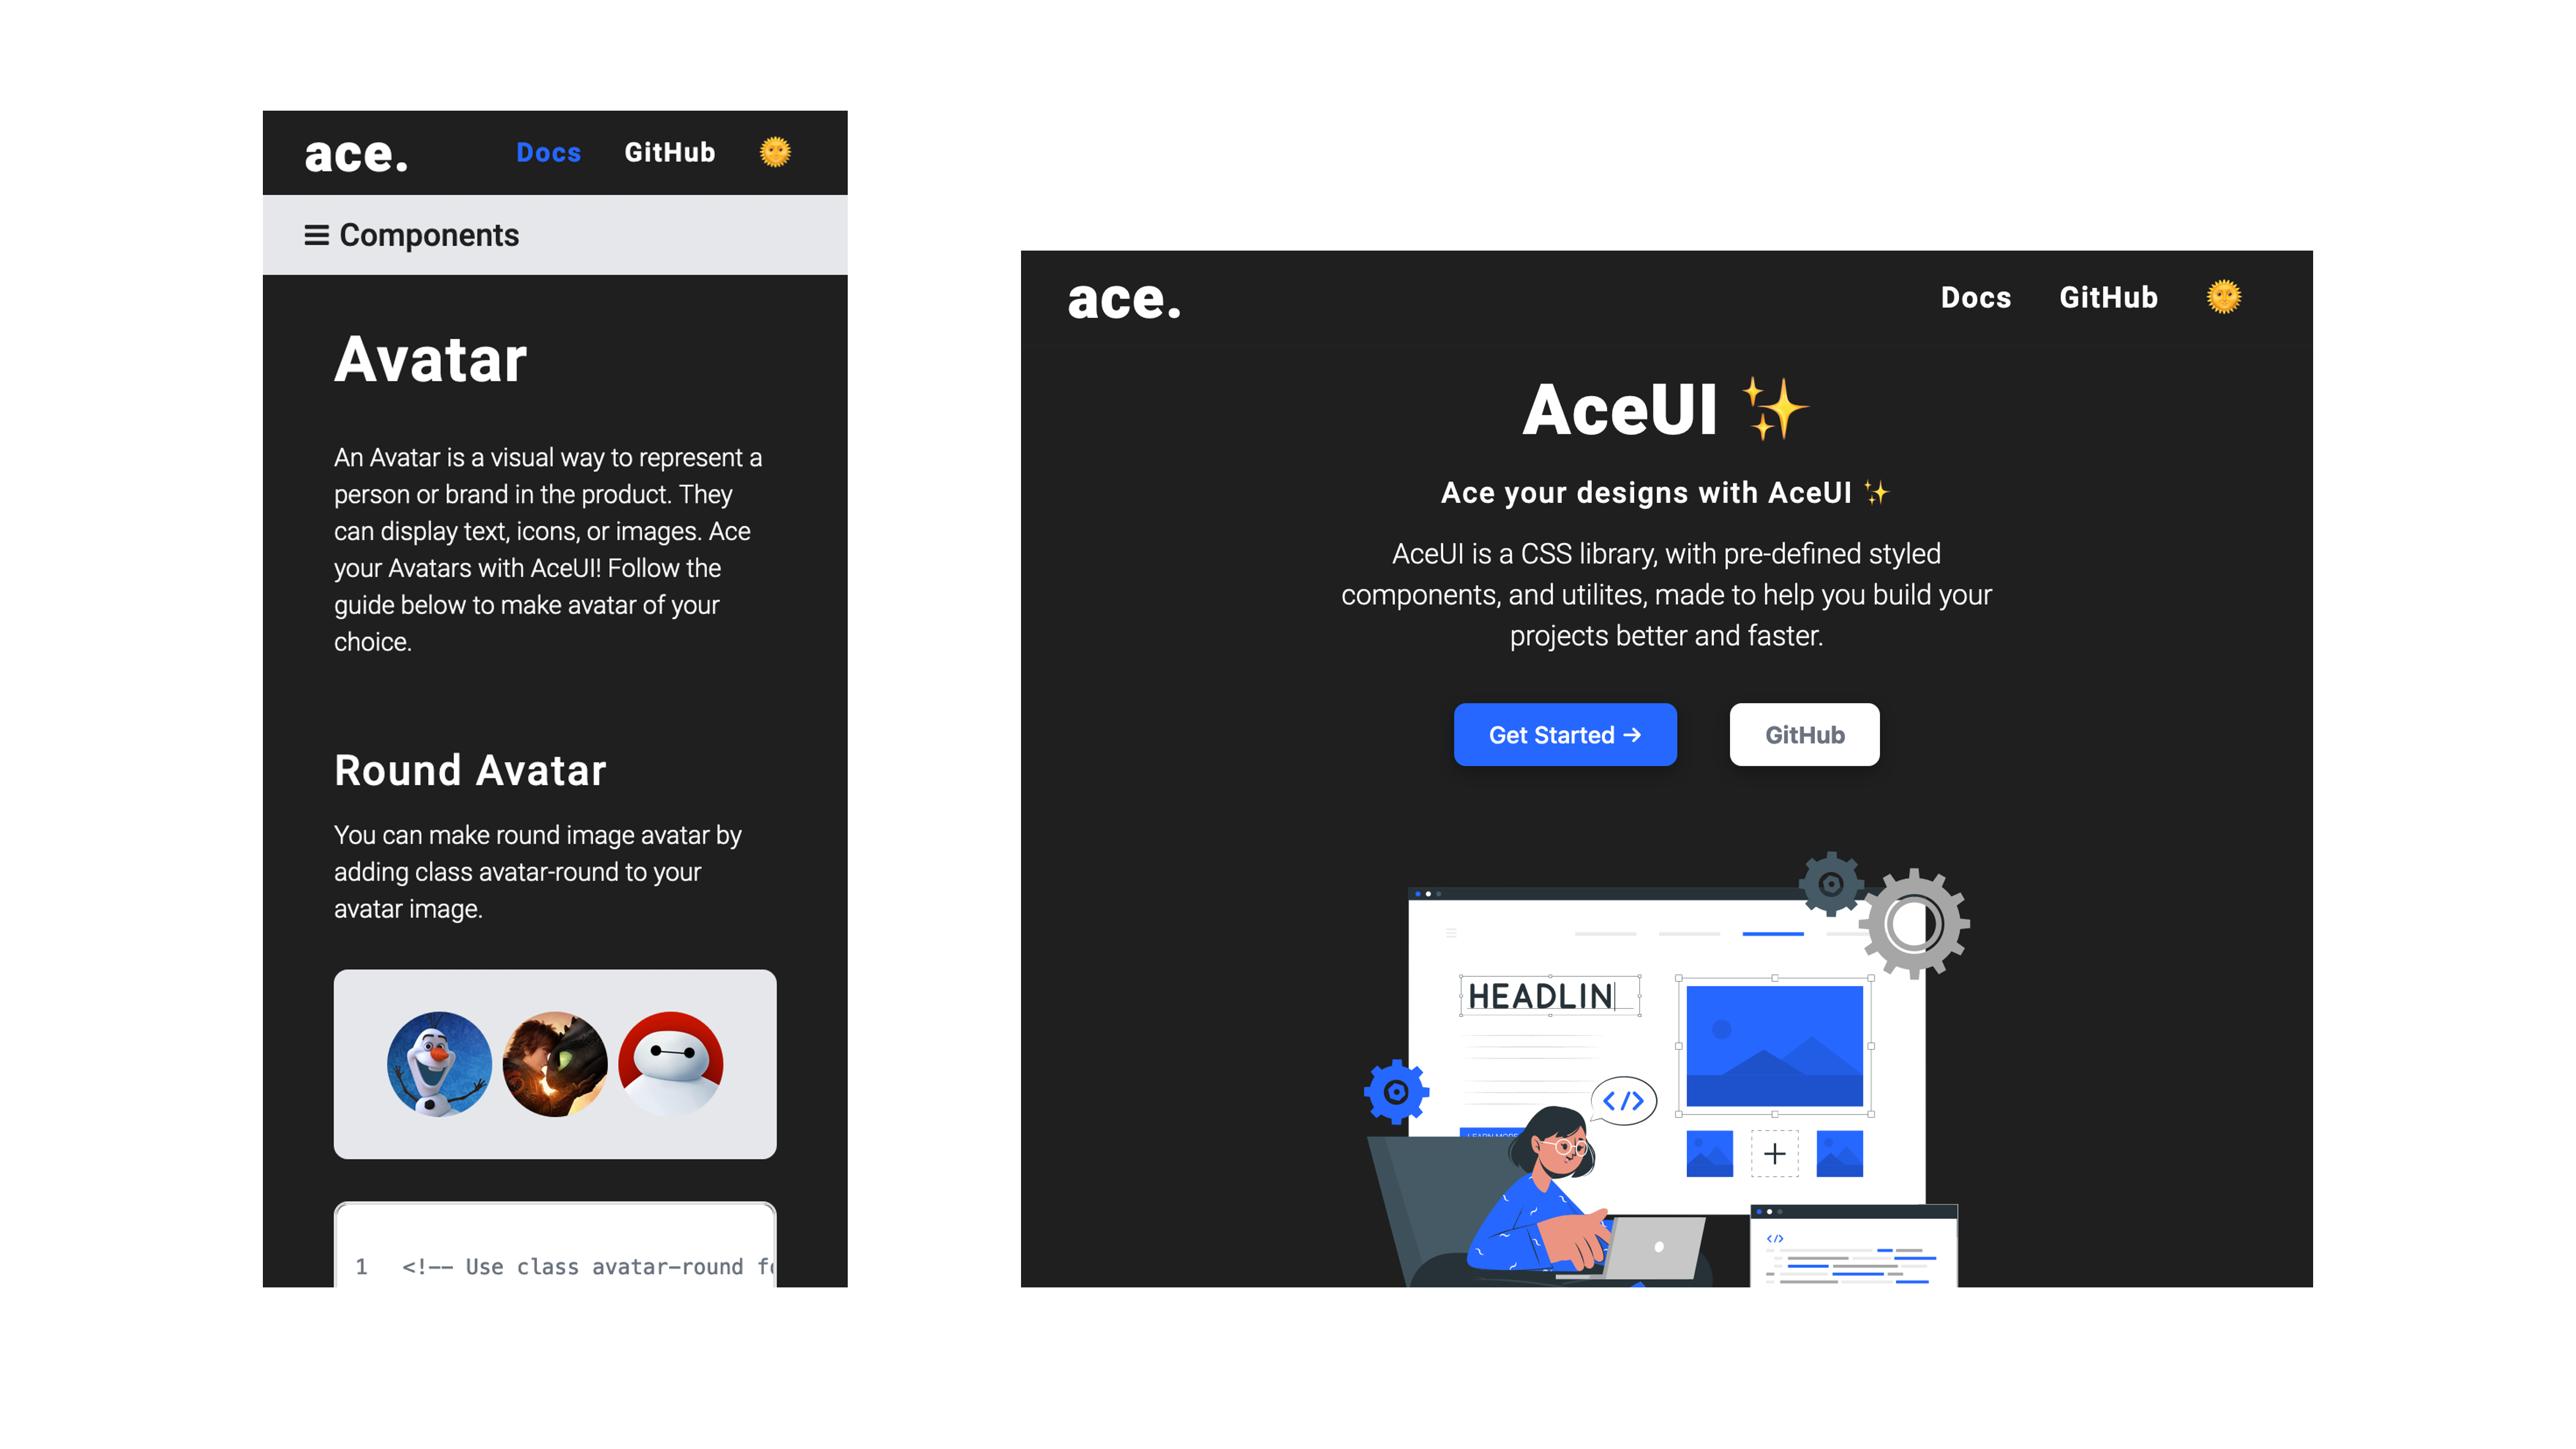 ace.
Docs
GitHub
Components
Avatar
An Avatar is a visual way to represent a
person or brand in the product. They
can display text, icons, or images. Ace
your Avatars with AceUI! Follow the
guide below to make avatar of your
choice.
Round Avatar
You can make round image avatar by
adding class avatar-round to your
avatar image.
1 <!-- Use class avatar-round
ace.
Docs
GitHub
AceUI ✨
Ace your designs with AceUI ✨
AceUI is a CSS library, with pre-defined styled
components, and utilites, made to help you build your
projects better and faster.
Get Started →
GitHub
HEADLIN
</>
LEARN MORE
</>